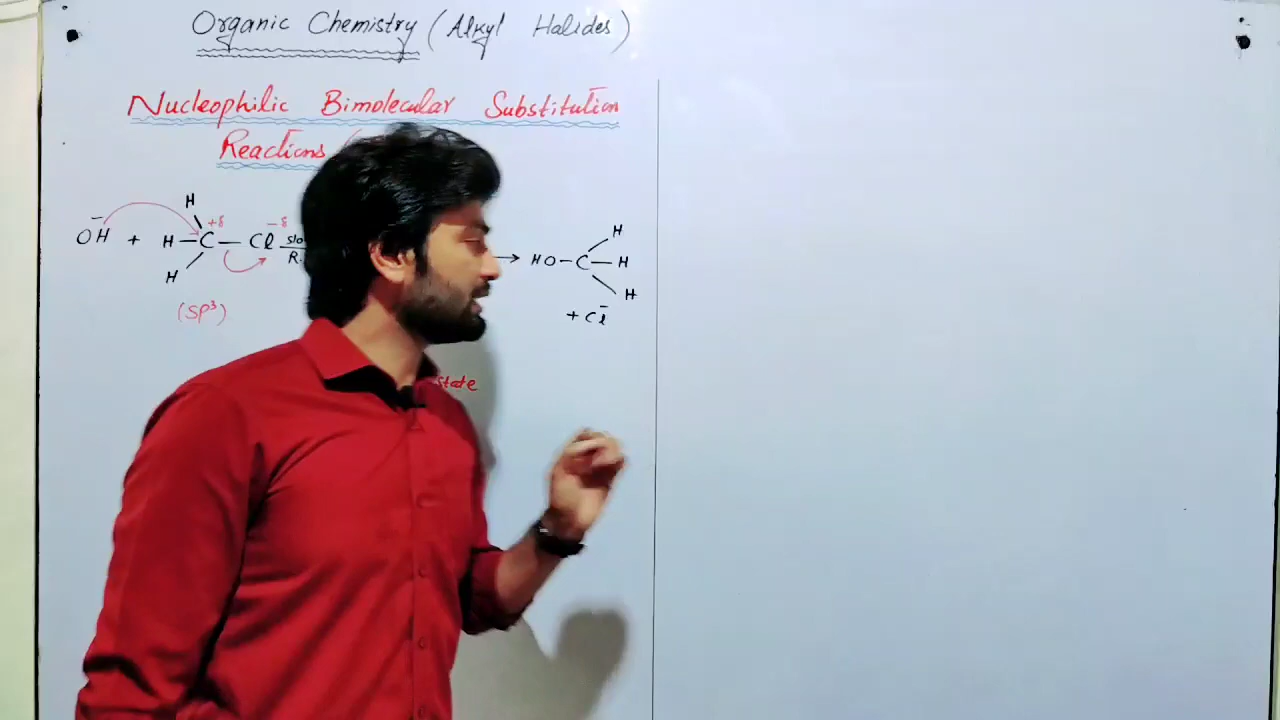 Organic Chemistry (Alkyl Halides)
Nucleophilic Bimolecular Substitution
Reactions
H
+δ -δ
OH⁻ + H—C—Cl
H
(SP³)
H
→ HO—C—H
H
+ Cl⁻
state